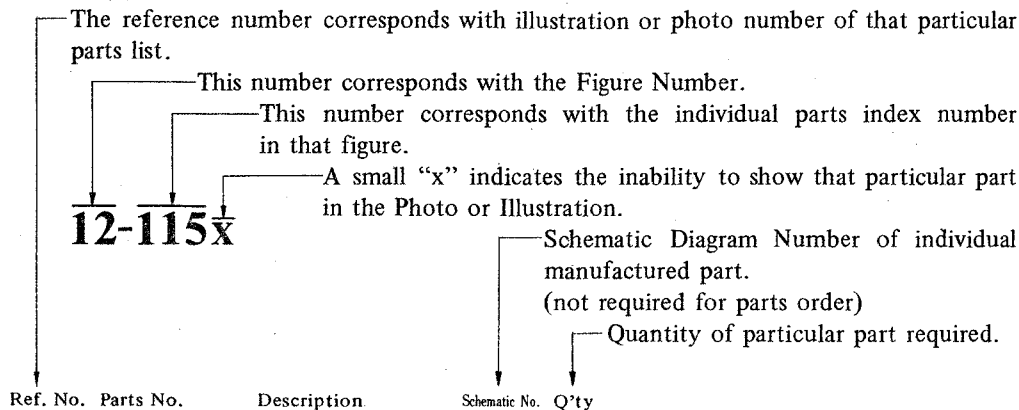 The reference number corresponds with illustration or photo number of that particular
parts list.
This number corresponds with the Figure Number.
This number corresponds with the individual parts index number
in that figure.
A small “x” indicates the inability to show that particular part
in the Photo or Illustration.
12-115x
Schematic Diagram Number of individual
manufactured part.
(not required for parts order)
Quantity of particular part required.
Ref. No. Parts No. Description Schematic No. Q'ty